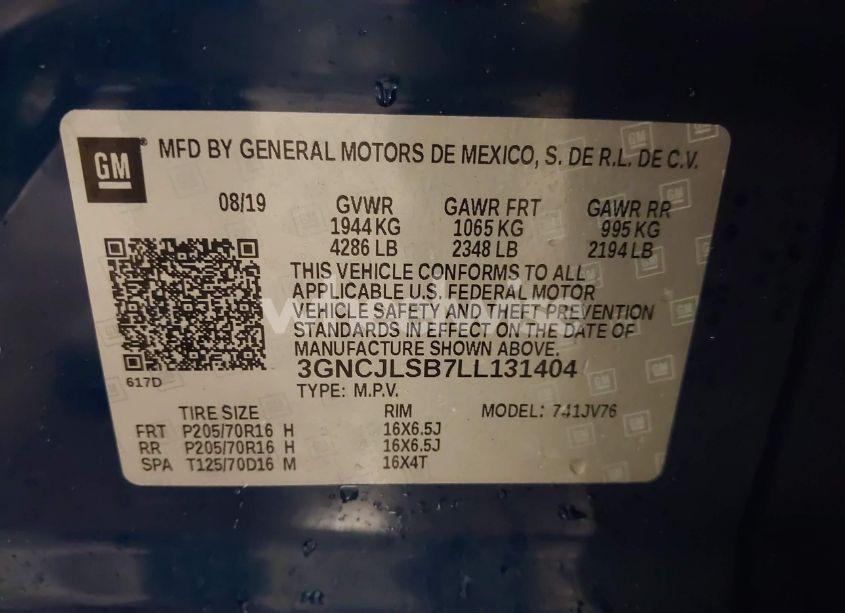 GM
MFD BY GENERAL MOTORS DE MEXICO, S. DE R.L. DE C.V.
08/19 GVWR GAWR FRT GAWR RR
1944 KG 1065 KG 995 KG
4286 LB 2348 LB 2194 LB
THIS VEHICLE CONFORMS TO ALL
APPLICABLE U.S. FEDERAL MOTOR
VEHICLE SAFETY AND THEFT PREVENTION
STANDARDS IN EFFECT ON THE DATE OF
MANUFACTURE SHOWN ABOVE.
617D
3GNCJLSB7LL131404
TYPE: M.P.V.
TIRE SIZE RIM MODEL: 741JV76
FRT P205/70R16 H 16X6.5J
RR P205/70R16 H 16X6.5J
SPA T125/70D16 M 16X4T